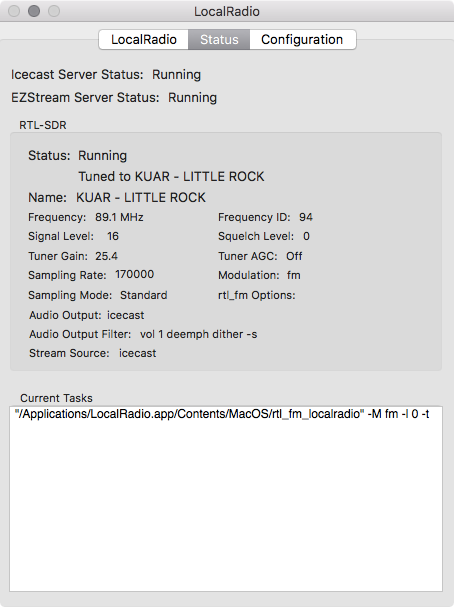 LocalRadio
LocalRadio Status Configuration
Icecast Server Status: Running
EZStream Server Status: Running
RTL-SDR
Status: Running
Tuned to KUAR - LITTLE ROCK
Name: KUAR - LITTLE ROCK
Frequency: 89.1 MHz Frequency ID: 94
Signal Level: 16 Squelch Level: 0
Tuner Gain: 25.4 Tuner AGC: Off
Sampling Rate: 170000 Modulation: fm
Sampling Mode: Standard rtl_fm Options:
Audio Output: icecast
Audio Output Filter: vol 1 deemph dither -s
Stream Source: icecast
Current Tasks
"/Applications/LocalRadio.app/Contents/MacOS/rtl_fm_localradio" -M fm -l 0 -t